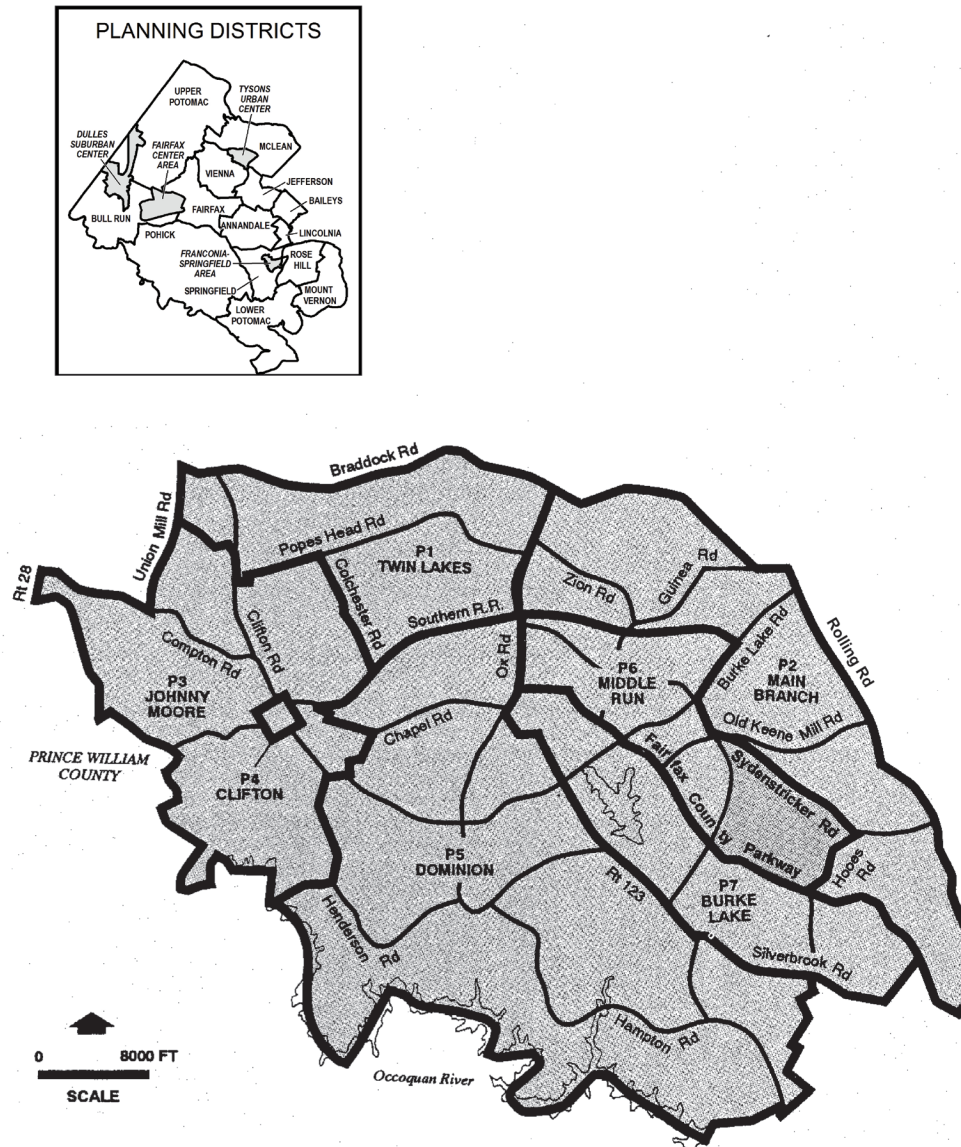 PLANNING DISTRICTS
UPPER
POTOMAC
TYSONS
URBAN
CENTER
DULLES
SUBURBAN
CENTER
FAIRFAX
CENTER
AREA
MCLEAN
VIENNA
JEFFERSON
BAILEYS
BULL RUN
FAIRFAX
ANNANDALE
LINCOLNIA
POHICK
FRANCONIA-
SPRINGFIELD
AREA
ROSE
HILL
SPRINGFIELD
MOUNT
VERNON
LOWER
POTOMAC
Braddock Rd
Union Mill Rd
Popes Head Rd
P1
TWIN LAKES
Rt 28
Colchester Rd
Southern R.R.
Zion Rd
Guinea Rd
Clifton Rd
Compton Rd
Ox Rd
Burke Lake Rd
Rolling Rd
P3
JOHNNY
MOORE
P6
MIDDLE
RUN
P2
MAIN
BRANCH
Chapel Rd
Old Keene Mill Rd
PRINCE WILLIAM
COUNTY
P4
CLIFTON
Fairfax County Parkway
Sydenstricker Rd
P5
DOMINION
Hooes Rd
Rt 123
P7
BURKE
LAKE
Henderson Rd
Silverbrook Rd
Hampton Rd
0 8000 FT
SCALE
Occoquan River